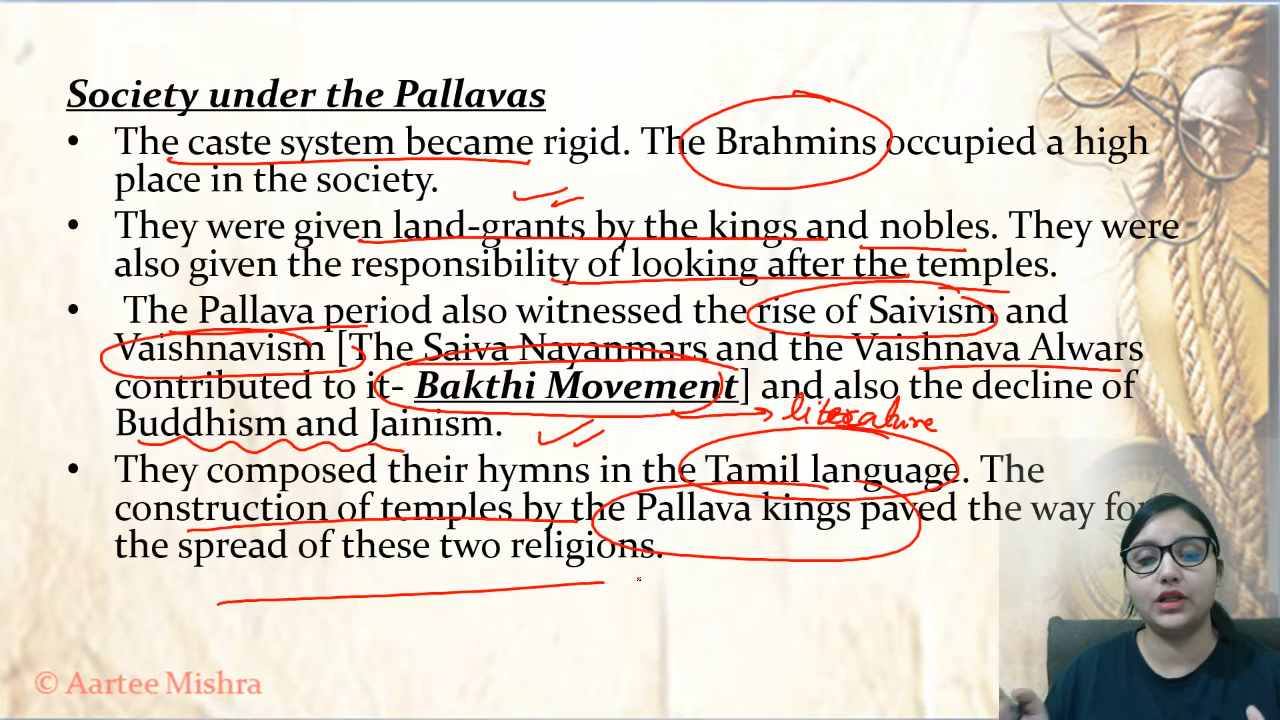 Society under the Pallavas
• The caste system became rigid. The Brahmins occupied a high
place in the society.
• They were given land-grants by the kings and nobles. They were
also given the responsibility of looking after the temples.
• The Pallava period also witnessed the rise of Saivism and
Vaishnavism [The Saiva Nayanmars and the Vaishnava Alwars
contributed to it- Bakthi Movement] and also the decline of
literature
Buddhism and Jainism.
• They composed their hymns in the Tamil language. The
construction of temples by the Pallava kings paved the way for
the spread of these two religions.
© Aartee Mishra